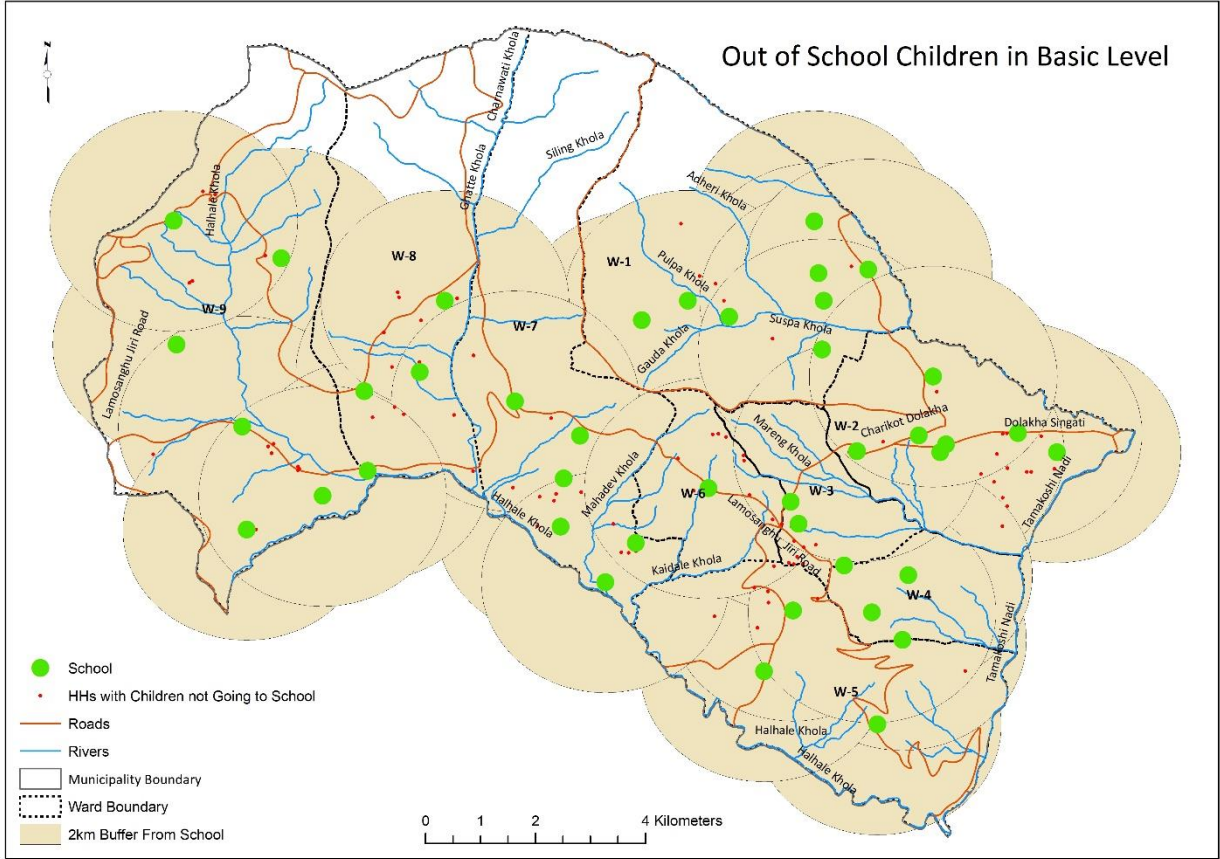 Out of School Children in Basic Level
z
Charnawati Khola
Siling Khola
Ghatte Khola
Halhale Khola
Adheri Khola
W-8
W-1
Pulpa Khola
W-9
W-7
Suspa Khola
Gauda Khola
Lamosanghu Jiri Road
W-2
Charikot Dolakha
Dolakha Singati
Mareng Khola
Mahadev Khola
W-6
W-3
Halhale Khola
Lamosanghu Jiri Road
Tamakoshi Nadi
Kaidale Khola
W-4
Tamakoshi Nadi
W-5
Halhale Khola
Halhale Khola
School
HHs with Children not Going to School
Roads
Rivers
Municipality Boundary
Ward Boundary
2km Buffer From School
0 1 2 4 Kilometers